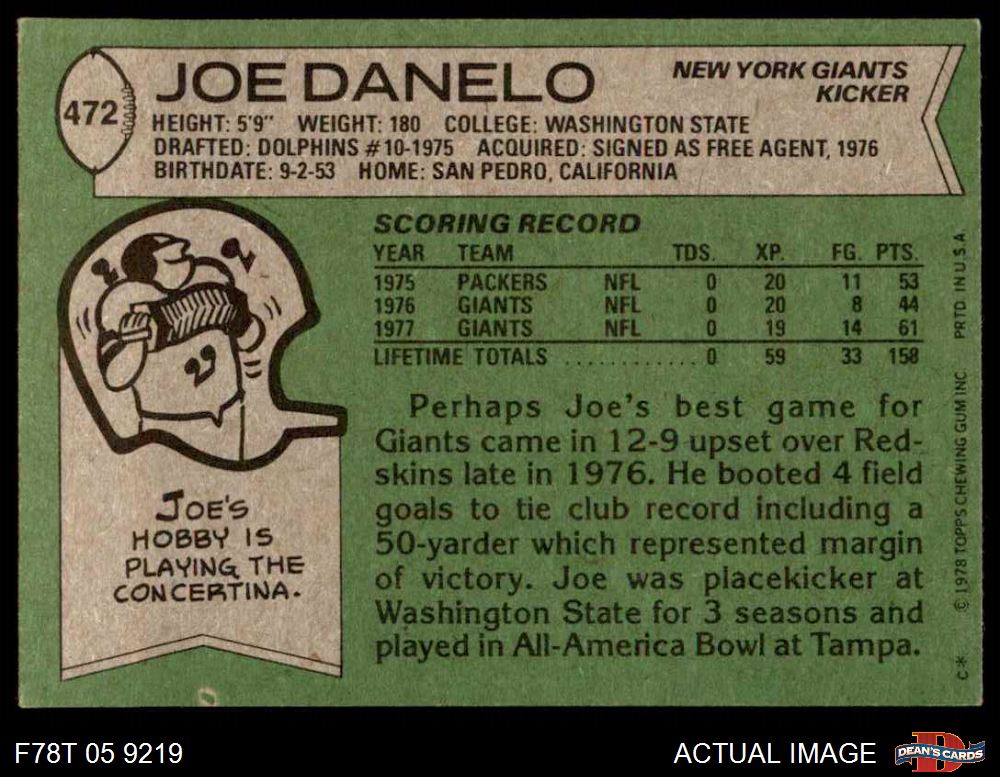 472
JOE DANELO
NEW YORK GIANTS
KICKER
HEIGHT: 5'9" WEIGHT: 180 COLLEGE: WASHINGTON STATE
DRAFTED: DOLPHINS #10-1975 ACQUIRED: SIGNED AS FREE AGENT, 1976
BIRTHDATE: 9-2-53 HOME: SAN PEDRO, CALIFORNIA
SCORING RECORD
YEAR TEAM TDS. XP. FG. PTS.
1975 PACKERS NFL 0 20 11 53
1976 GIANTS NFL 0 20 8 44
1977 GIANTS NFL 0 19 14 61
LIFETIME TOTALS ............ 0 59 33 158
Perhaps Joe's best game for
Giants came in 12-9 upset over Red-
skins late in 1976. He booted 4 field
goals to tie club record including a
50-yarder which represented margin
of victory. Joe was placekicker at
Washington State for 3 seasons and
played in All-America Bowl at Tampa.
JOE'S
HOBBY IS
PLAYING THE
CONCERTINA.
C* © 1978 TOPPS CHEWING GUM INC PRTD. IN U.S.A.
F78T 05 9219
ACTUAL IMAGE
D
DEAN'S CARDS